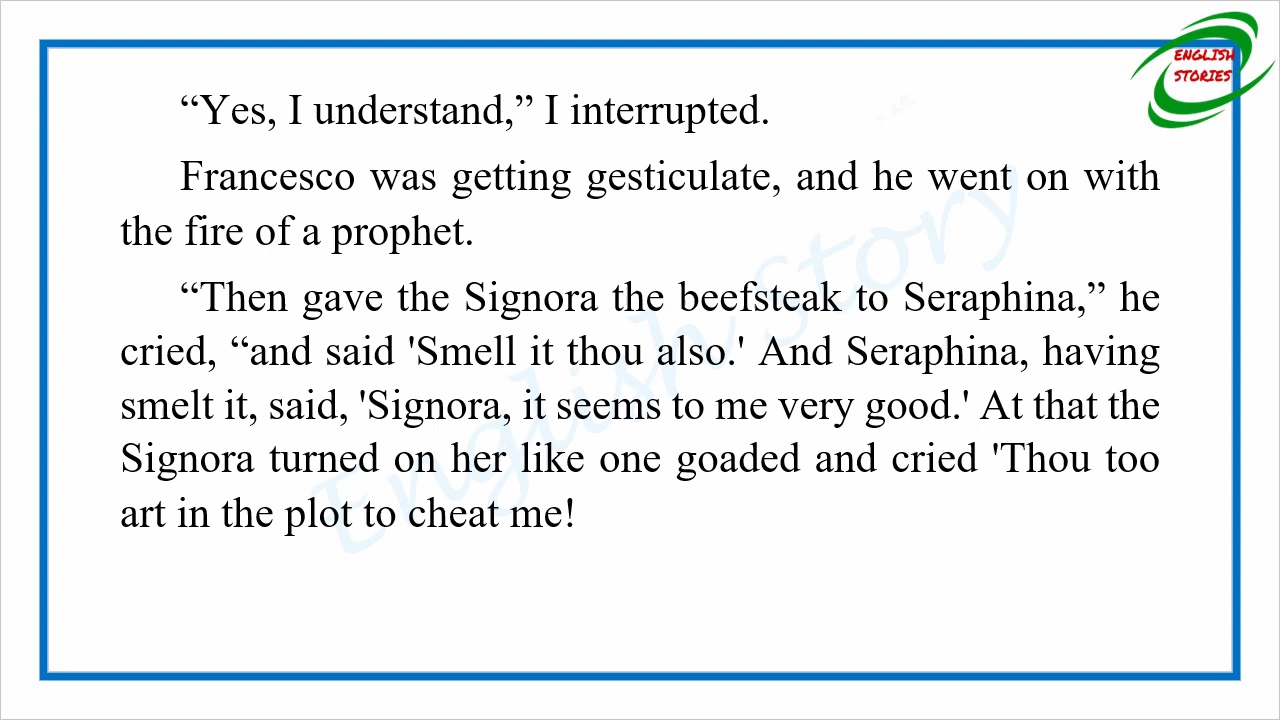 ENGLISH
STORIES
“Yes, I understand,” I interrupted.
Francesco was getting gesticulate, and he went on with
the fire of a prophet.
“Then gave the Signora the beefsteak to Seraphina,” he
cried, “and said 'Smell it thou also.' And Seraphina, having
smelt it, said, 'Signora, it seems to me very good.' At that the
Signora turned on her like one goaded and cried 'Thou too
art in the plot to cheat me!
English Story